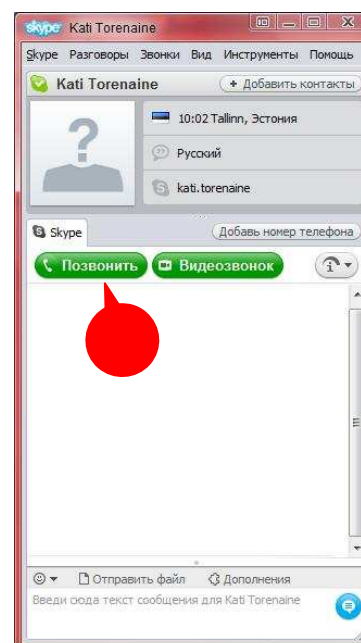 skype Kati Torenaine
Skype Разговоры Звонки Вид Инструменты Помощь
Kati Torenaine + Добавить контакты
?
10:02 Tallinn, Эстония
Русский
kati.torenaine
Skype Добавь номер телефона
Позвонить Видеозвонок
Отправить файл Дополнения
Введи сюда текст сообщения для Kati Torenaine